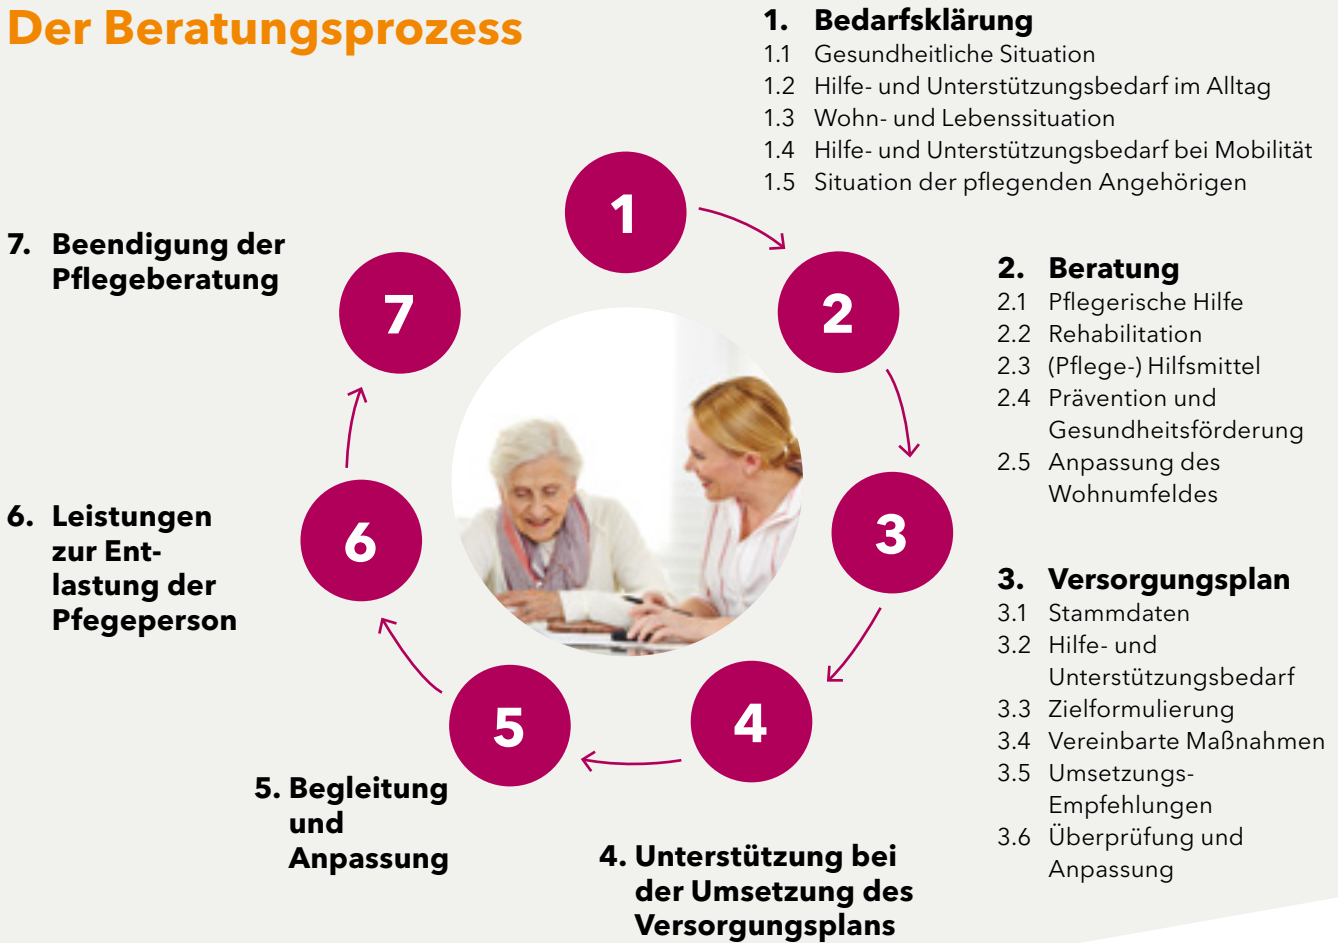 Der Beratungsprozess
1. Bedarfsklärung
1.1 Gesundheitliche Situation
1.2 Hilfe- und Unterstützungsbedarf im Alltag
1.3 Wohn- und Lebenssituation
1.4 Hilfe- und Unterstützungsbedarf bei Mobilität
1.5 Situation der pflegenden Angehörigen
2. Beratung
2.1 Pflegerische Hilfe
2.2 Rehabilitation
2.3 (Pflege-) Hilfsmittel
2.4 Prävention und
Gesundheitsförderung
2.5 Anpassung des
Wohnumfeldes
3. Versorgungsplan
3.1 Stammdaten
3.2 Hilfe- und
Unterstützungsbedarf
3.3 Zielformulierung
3.4 Vereinbarte Maßnahmen
3.5 Umsetzungs-
Empfehlungen
3.6 Überprüfung und
Anpassung
4. Unterstützung bei
der Umsetzung des
Versorgungsplans
5. Begleitung
und
Anpassung
6. Leistungen
zur Ent-
lastung der
Pfegeperson
7. Beendigung der
Pflegeberatung
1
2
3
4
5
6
7